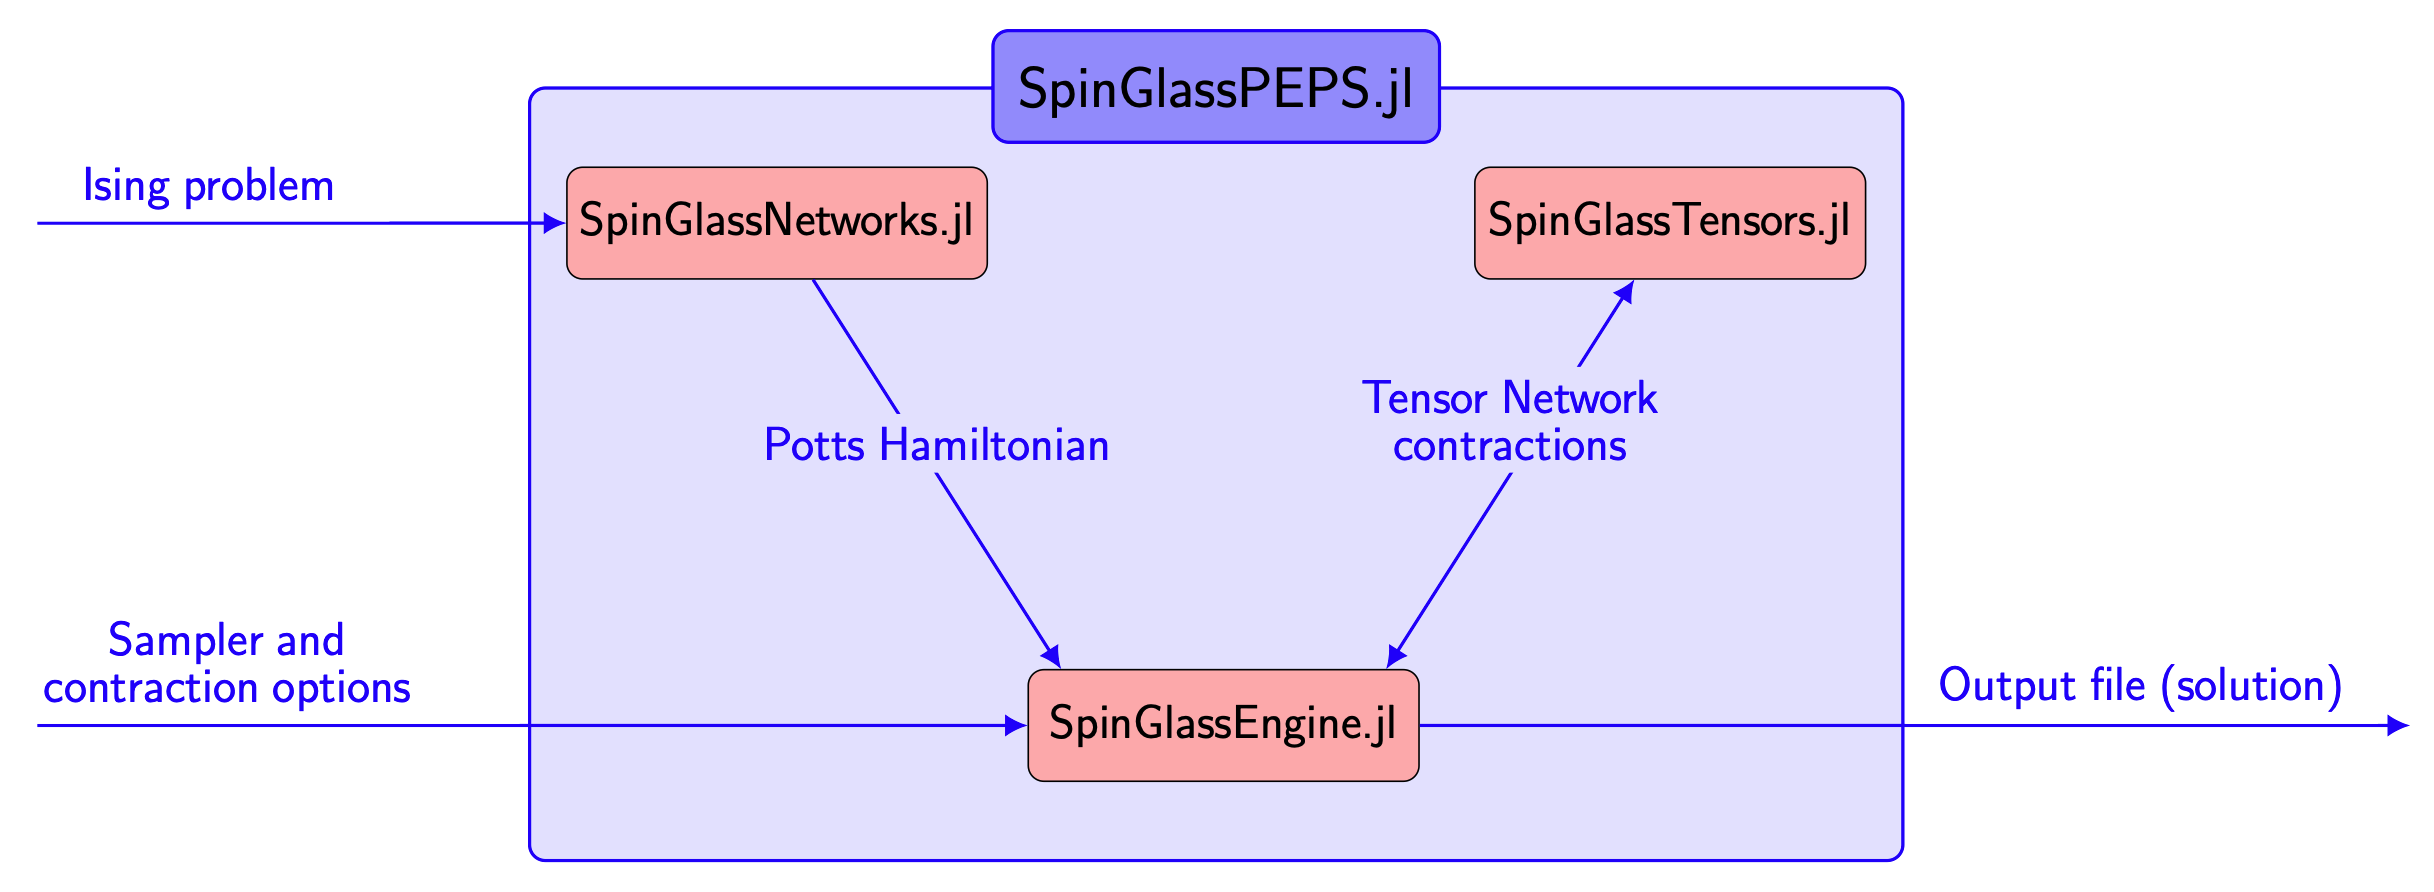 SpinGlassPEPS.jl
Ising problem
SpinGlassNetworks.jl
SpinGlassTensors.jl
Potts Hamiltonian
Tensor Network
contractions
Sampler and
contraction options
SpinGlassEngine.jl
Output file (solution)